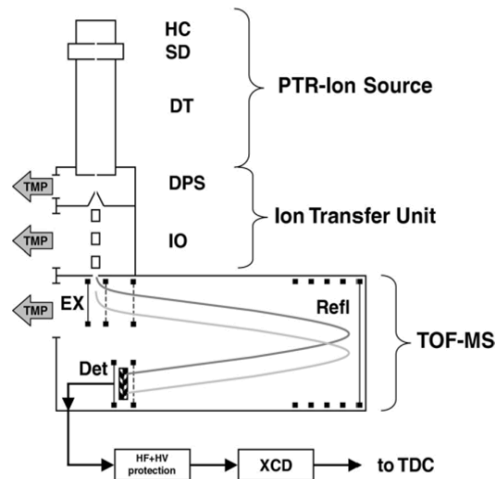 HC
SD
PTR-Ion Source
DT
TMP
DPS
Ion Transfer Unit
TMP
IO
TMP
EX
Refl
TOF-MS
Det
HF+HV
protection
XCD
to TDC